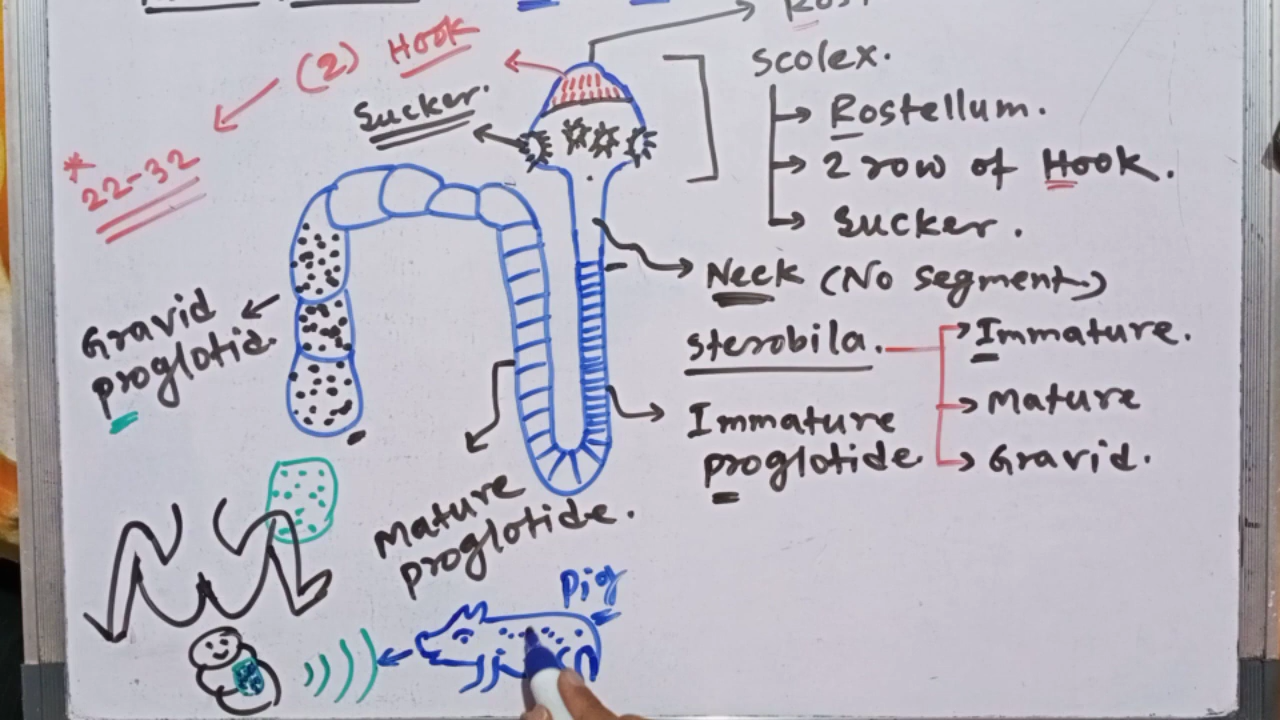 (2) Hook
Sucker.
* 22-32
scolex.
Rostellum.
2 row of Hook.
Sucker.
Neck (No segment.)
sterobila.
Immature.
Mature
Gravid.
Immature
proglotide.
Gravid
proglotid.
Mature
proglotide.
Pig